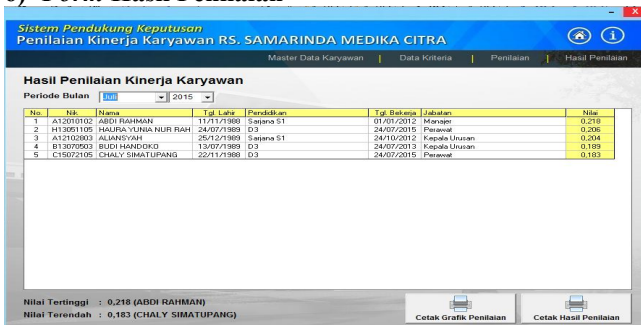 6) Form Hasil Penilaian
Sistem Pendukung Keputusan
Penilaian Kinerja Karyawan RS. SAMARINDA MEDIKA CITRA
Master Data Karyawan | Data Kriteria | Penilaian | Hasil Penilaian
Hasil Penilaian Kinerja Karyawan
Periode Bulan Juli 2015
No. Nik Nama Tgl. Lahir Pendidikan Tgl. Bekerja Jabatan Nilai
1 A12010102 ABDI RAHMAN 11/11/1988 Sarjana S1 01/01/2012 Manajer 0,218
2 H13051105 HAURA YUNIA NUR RAH 24/07/1989 D3 24/07/2015 Perawat 0,206
3 A12102803 ALIANSYAH 25/12/1989 Sarjana S1 24/10/2012 Kepala Urusan 0,204
4 B13070503 BUDI HANDOKO 13/07/1989 D3 24/07/2013 Kepala Urusan 0,189
5 C15072105 CHALY SIMATUPANG 22/11/1988 D3 24/07/2015 Perawat 0,183
Nilai Tertinggi : 0,218 (ABDI RAHMAN)
Nilai Terendah : 0,183 (CHALY SIMATUPANG)
Cetak Grafik Penilaian
Cetak Hasil Penilaian